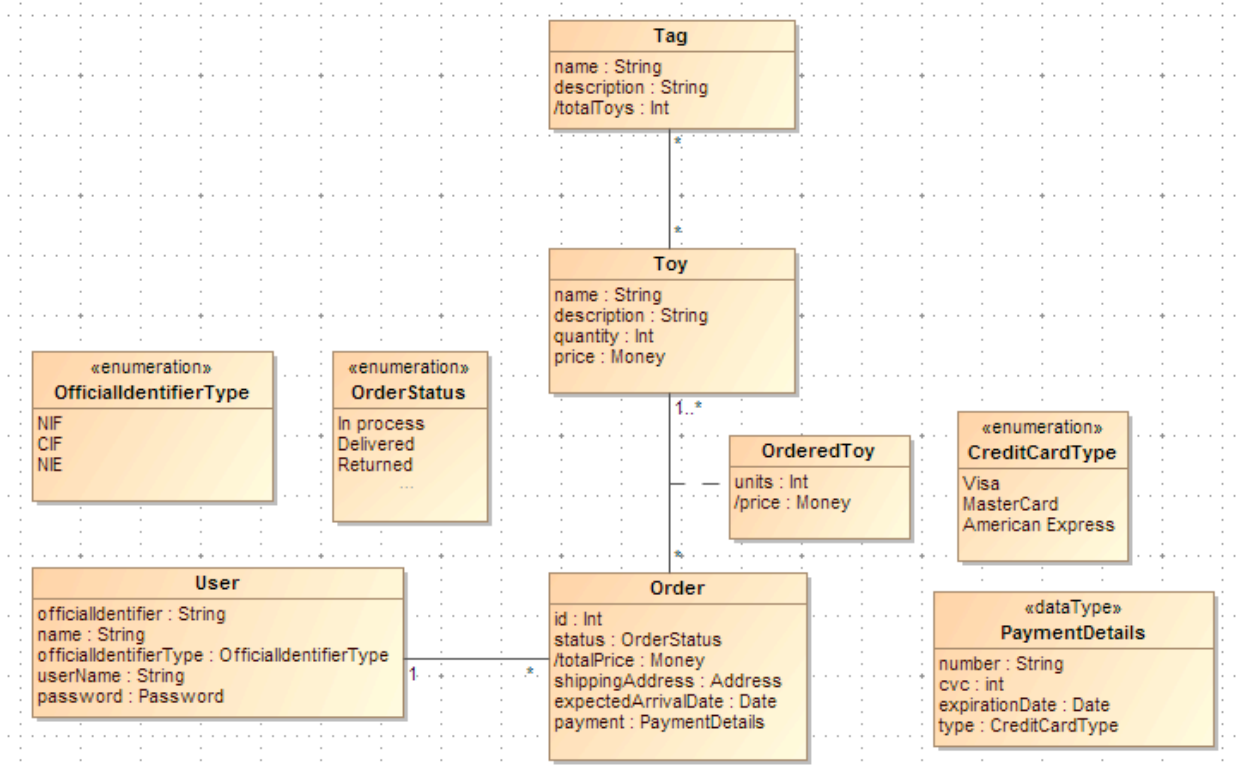 Tag
name : String
description : String
/totalToys : Int
*
*
Toy
name : String
description : String
quantity : Int
price : Money
1..*
«enumeration»
OfficialIdentifierType
NIF
CIF
NIE
«enumeration»
OrderStatus
In process
Delivered
Returned
...
OrderedToy
units : Int
/price : Money
«enumeration»
CreditCardType
Visa
MasterCard
American Express
*
User
officialIdentifier : String
name : String
officialIdentifierType : OfficialIdentifierType
userName : String
password : Password
1
*
Order
id : Int
status : OrderStatus
/totalPrice : Money
shippingAddress : Address
expectedArrivalDate : Date
payment : PaymentDetails
«dataType»
PaymentDetails
number : String
cvc : int
expirationDate : Date
type : CreditCardType